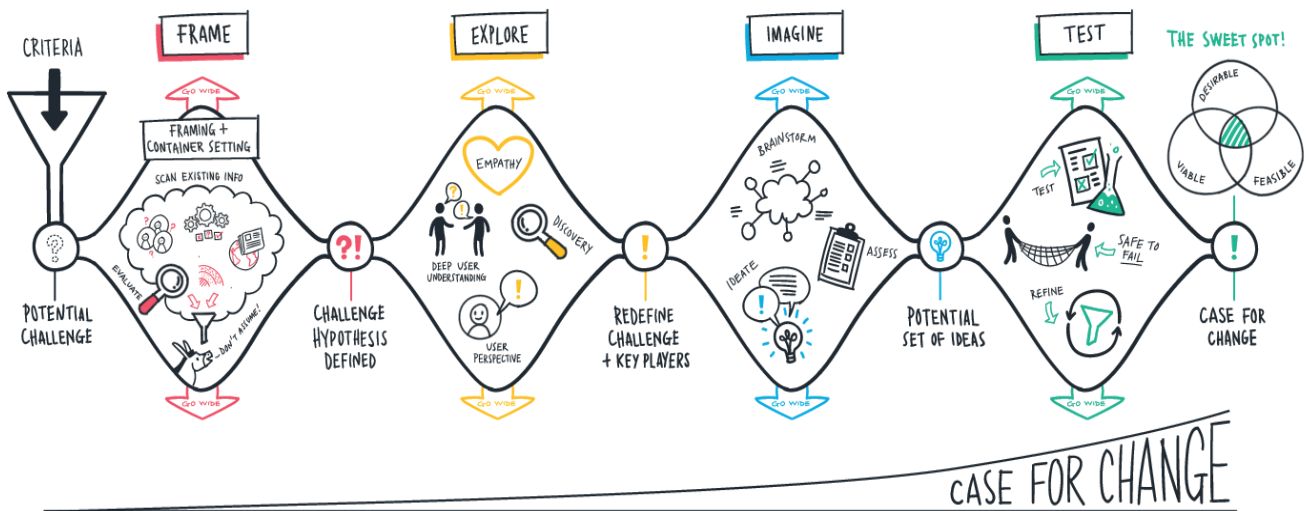 CRITERIA
POTENTIAL
CHALLENGE
FRAME
GO WIDE
FRAMING +
CONTAINER SETTING
SCAN EXISTING INFO
? ? ?
EVALUATE
DON'T ASSUME!
GO WIDE
?!
CHALLENGE
HYPOTHESIS
DEFINED
EXPLORE
GO WIDE
EMPATHY
? !
DEEP USER
UNDERSTANDING
DISCOVERY
!
USER
PERSPECTIVE
GO WIDE
!
REDEFINE
CHALLENGE
+ KEY PLAYERS
IMAGINE
GO WIDE
BRAINSTORM
ASSESS
IDEATE
!
GO WIDE
POTENTIAL
SET OF IDEAS
TEST
GO WIDE
TEST
SAFE TO
FAIL
REFINE
GO WIDE
THE SWEET SPOT!
DESIRABLE
VIABLE
FEASIBLE
!
CASE FOR
CHANGE
CASE FOR CHANGE